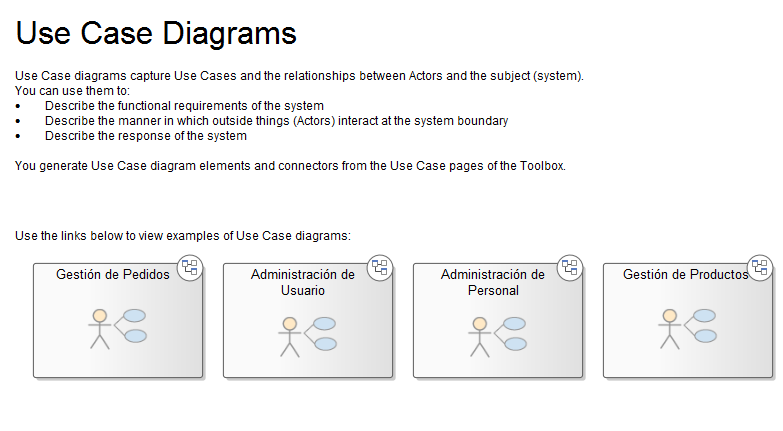 Use Case Diagrams
Use Case diagrams capture Use Cases and the relationships between Actors and the subject (system).
You can use them to:
• Describe the functional requirements of the system
• Describe the manner in which outside things (Actors) interact at the system boundary
• Describe the response of the system
You generate Use Case diagram elements and connectors from the Use Case pages of the Toolbox.
Use the links below to view examples of Use Case diagrams:
Gestión de Pedidos
Administración de
Usuario
Administración de
Personal
Gestión de Productos